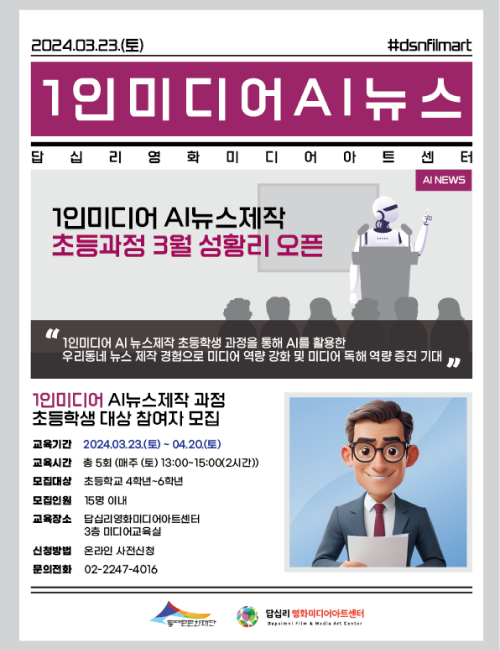 2024.03.23.(토)
#dsnfilmart
1인미디어AI뉴스
답십리영화미디어아트센터
AI NEWS
1인미디어 AI뉴스제작
초등과정 3월 성황리 오픈
“ 1인미디어 AI 뉴스제작 초등학생 과정을 통해 AI를 활용한
우리동네 뉴스 제작 경험으로 미디어 역량 강화 및 미디어 독해 역량 증진 기대 ”
1인미디어 AI뉴스제작 과정
초등학생 대상 참여자 모집
교육기간 2024.03.23.(토) ~ 04.20.(토)
교육시간 총 5회 (매주 (토) 13:00~15:00(2시간))
모집대상 초등학교 4학년~6학년
모집인원 15명 이내
교육장소 답십리영화미디어아트센터
3층 미디어교육실
신청방법 온라인 사전신청
문의전화 02-2247-4016
동대문문화재단
답십리 영화미디어아트센터
Dapsimni Film & Media Art Center